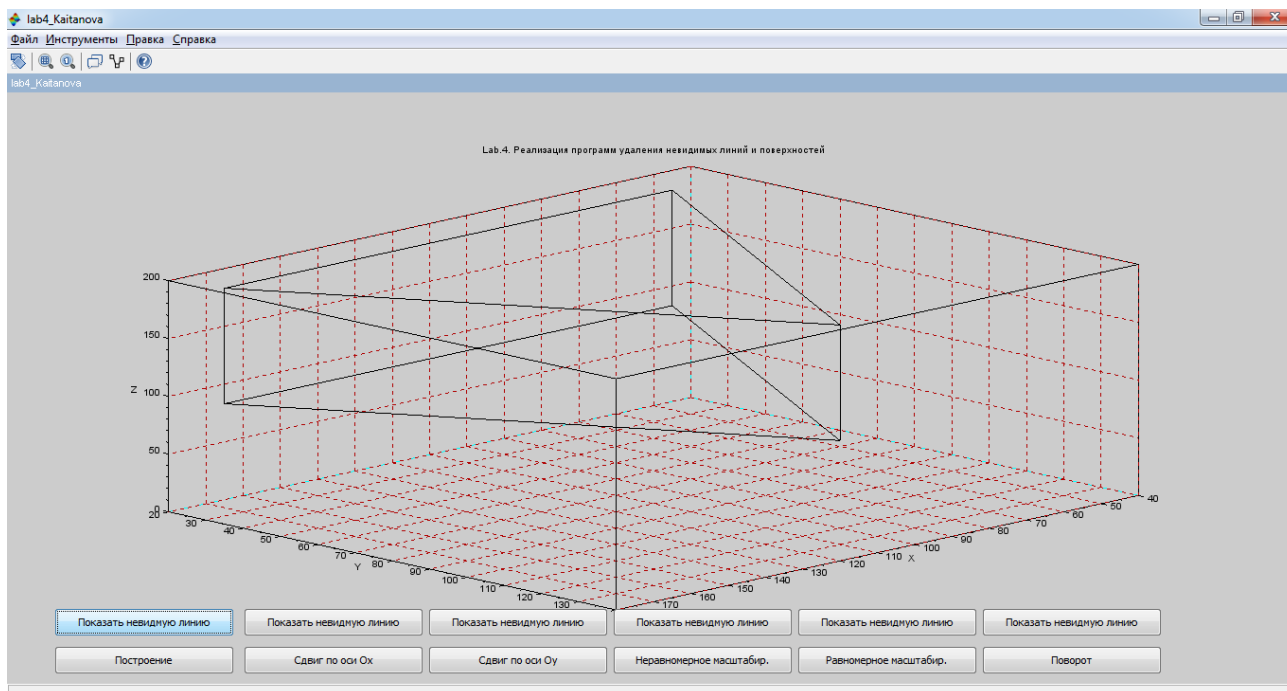 lab4_Kaitanova
Файл Инструменты Правка Справка
lab4_Kaitanova
Lab.4. Реализация программ удаления невидимых линий и поверхностей
200
150
Z 100
50
0
20 30 40 50 60 70 80 90 100 110 120 130
Y
170 160 150 140 130 120 110 100 90 80 70 60 50 40
X
Показать невидмую линию Показать невидмую линию Показать невидмую линию Показать невидмую линию Показать невидмую линию Показать невидмую линию
Построение Сдвиг по оси Ox Сдвиг по оси Oy Неравномерное масштабир. Равномерное масштабир. Поворот